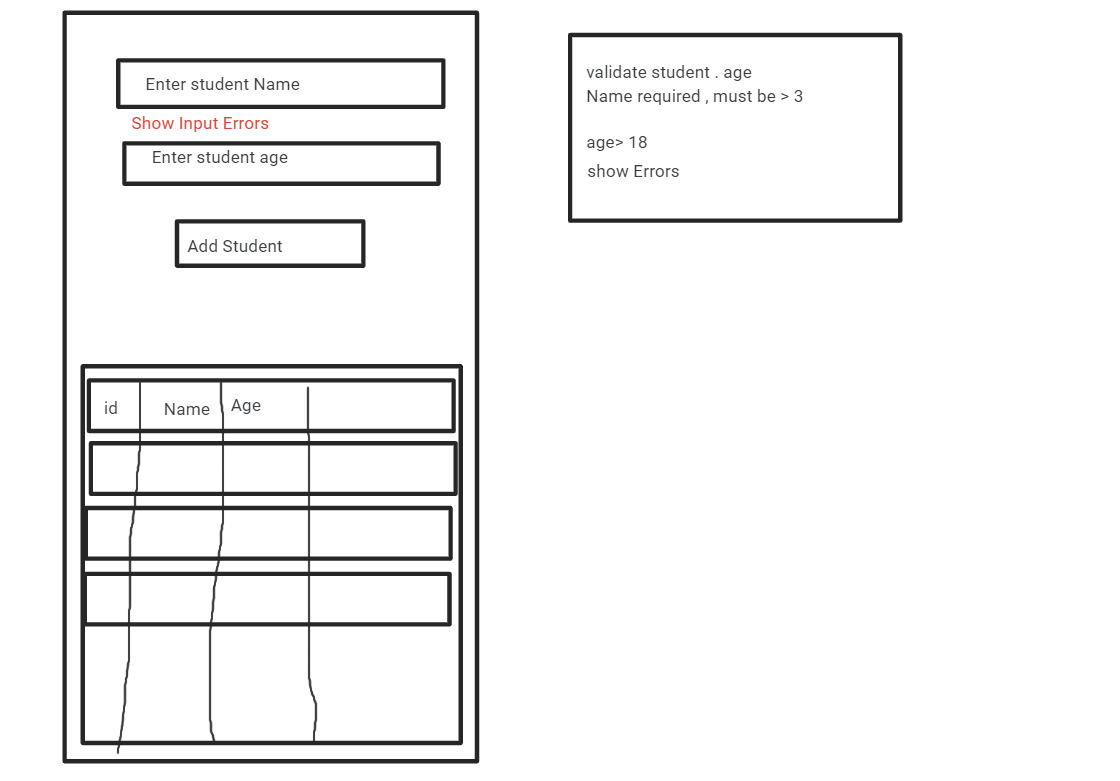 Enter student Name
Show Input Errors
Enter student age
Add Student
id Name Age
validate student . age
Name required , must be > 3
age> 18
show Errors